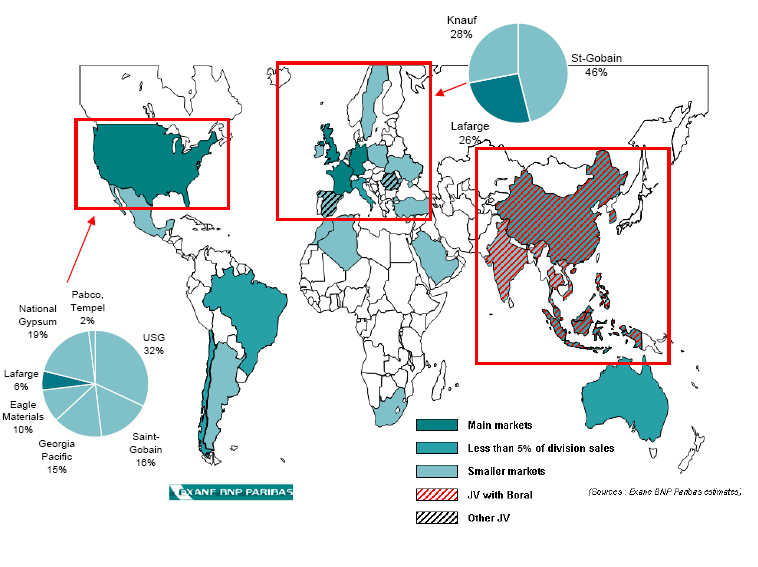 Knauf
28%
St-Gobain
46%
Lafarge
26%
Pabco,
Tempel
2%
National
Gypsum
19%
USG
32%
Lafarge
6%
Eagle
Materials
10%
Georgia
Pacific
15%
Saint-
Gobain
16%
Main markets
Less than 5% of division sales
Smaller markets
JV with Boral
Other JV
EXANE BNP PARIBAS
(Sources : Exane BNP Paribas estimates)